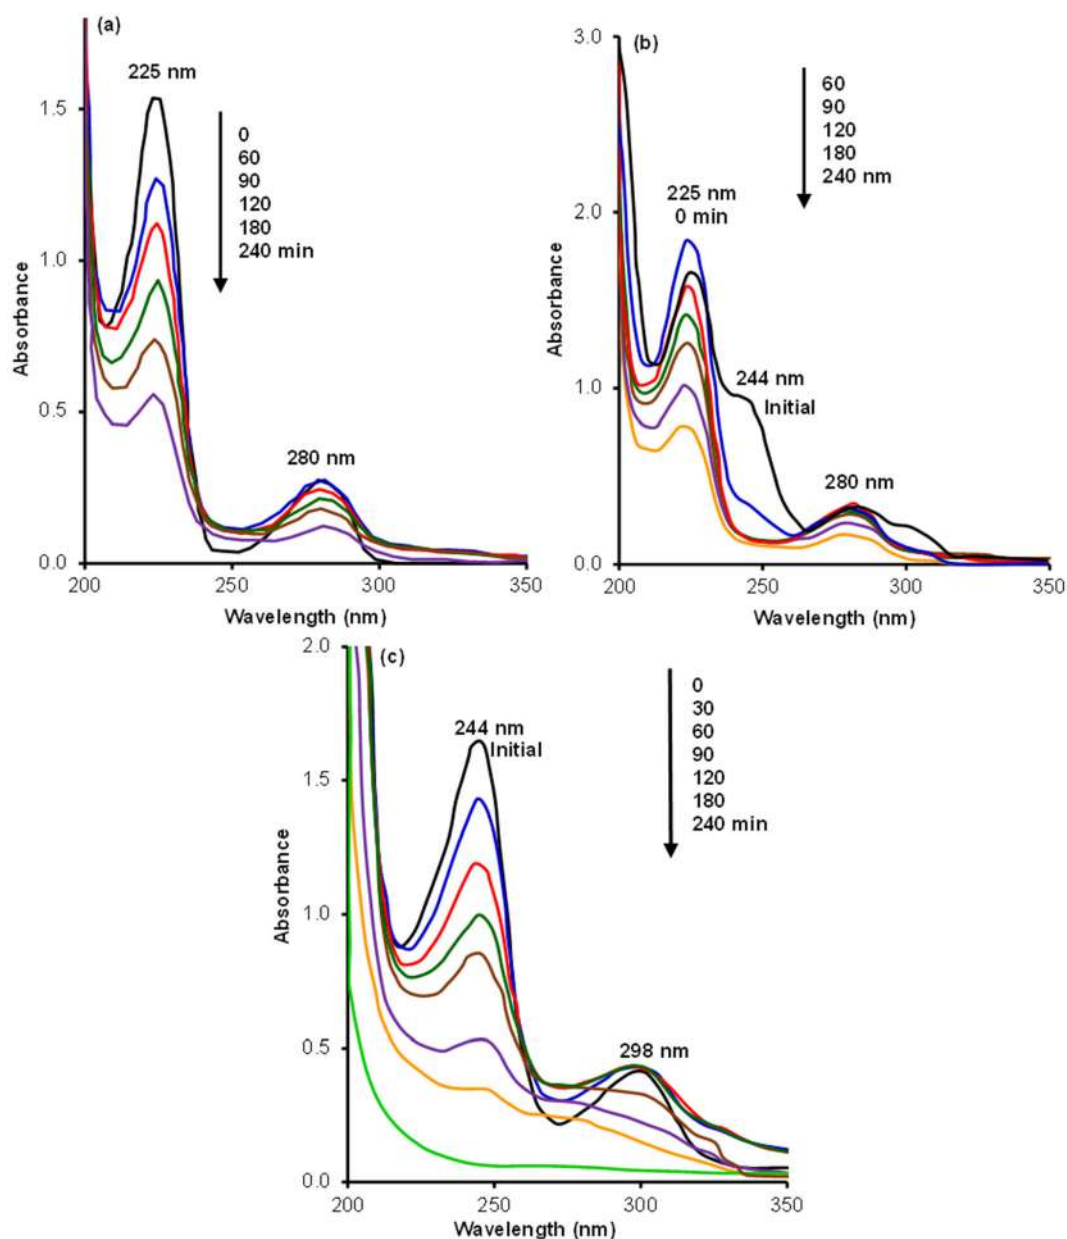 (a)
225 nm
0
60
90
120
180
240 min
280 nm
1.5
1.0
0.5
0.0
Absorbance
200
250
300
350
Wavelength (nm)
(b)
3.0
2.0
1.0
0.0
Absorbance
60
90
120
180
240 nm
225 nm
0 min
244 nm
Initial
280 nm
200
250
300
350
Wavelength (nm)
(c)
2.0
1.5
1.0
0.5
0.0
Absorbance
244 nm
Initial
0
30
60
90
120
180
240 min
298 nm
200
250
300
350
Wavelength (nm)